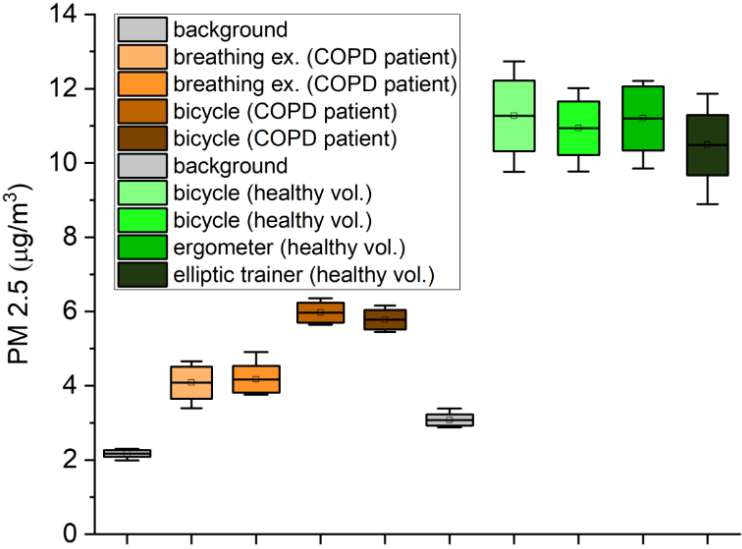 14
12
10
8
6
4
2
0
PM 2.5 (μg/m³)
background
breathing ex. (COPD patient)
breathing ex. (COPD patient)
bicycle (COPD patient)
bicycle (COPD patient)
background
bicycle (healthy vol.)
bicycle (healthy vol.)
ergometer (healthy vol.)
elliptic trainer (healthy vol.)